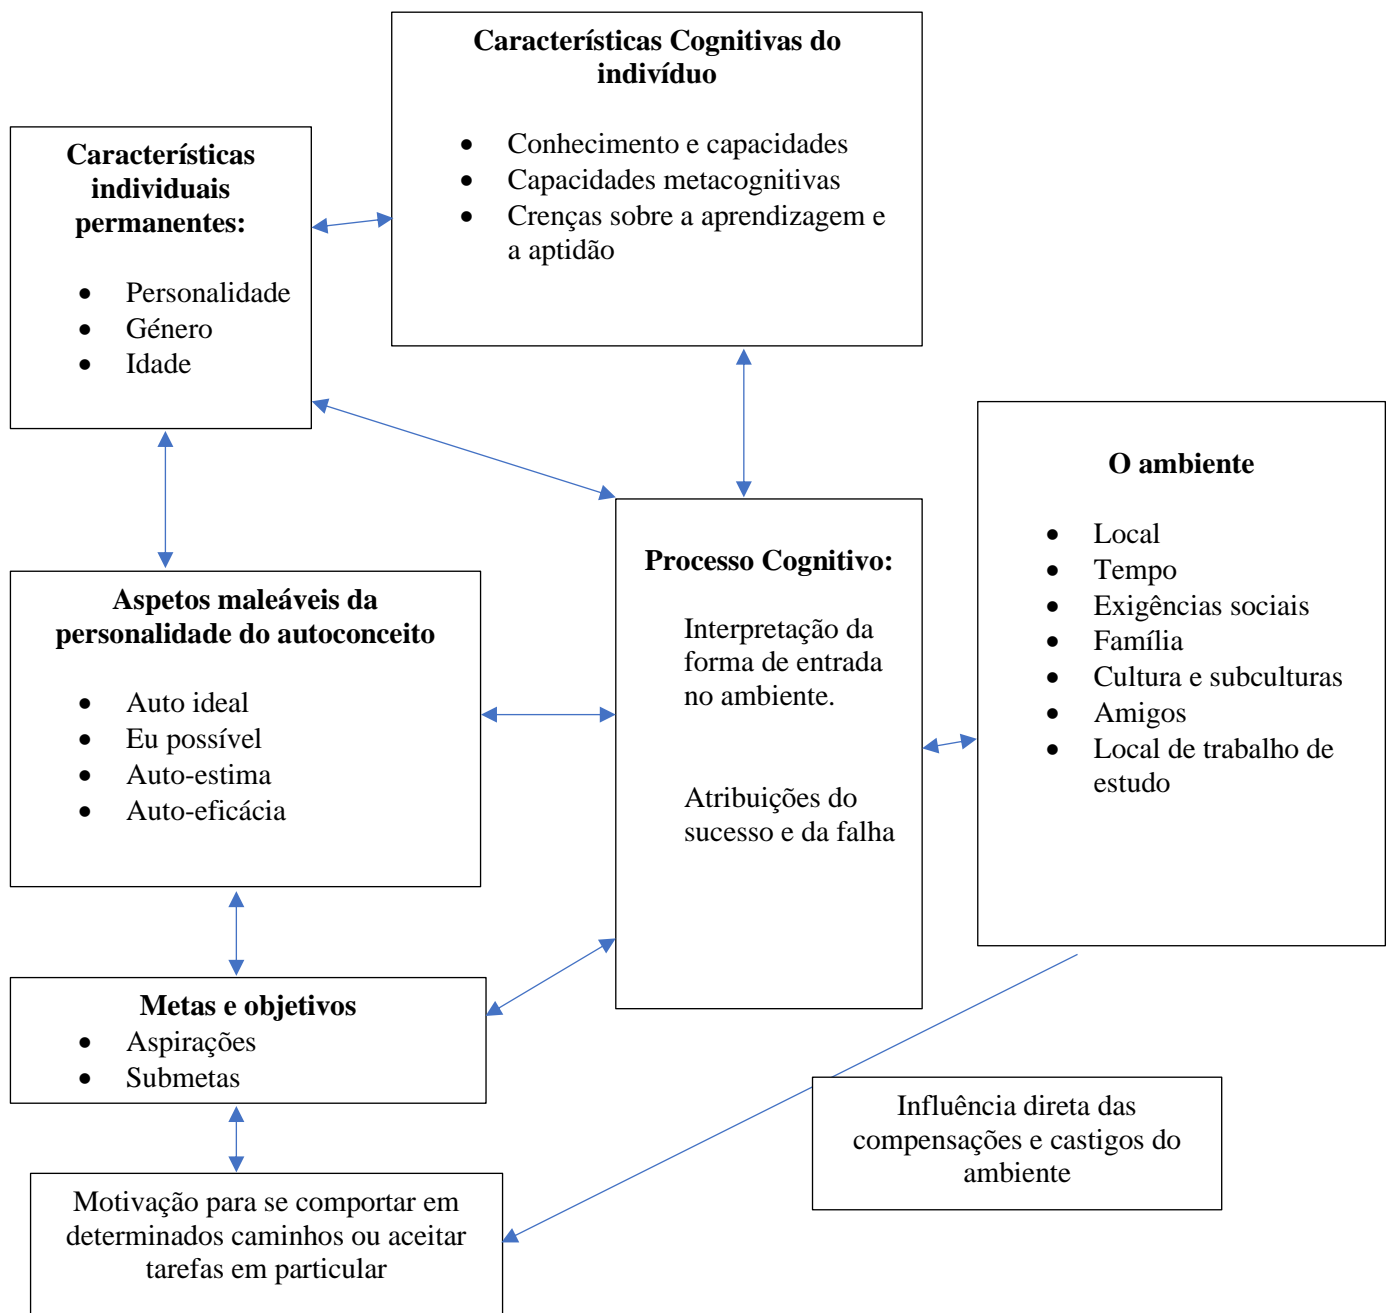 Características Cognitivas do
indivíduo
• Conhecimento e capacidades
• Capacidades metacognitivas
• Crenças sobre a aprendizagem e
a aptidão
Características
individuais
permanentes:
• Personalidade
• Género
• Idade
O ambiente
• Local
• Tempo
• Exigências sociais
• Família
• Cultura e subculturas
• Amigos
• Local de trabalho de
estudo
Processo Cognitivo:
Interpretação da
forma de entrada
no ambiente.
Atribuições do
sucesso e da falha
Aspetos maleáveis da
personalidade do autoconceito
• Auto ideal
• Eu possível
• Auto-estima
• Auto-eficácia
Metas e objetivos
• Aspirações
• Submetas
Influência direta das
compensações e castigos do
ambiente
Motivação para se comportar em
determinados caminhos ou aceitar
tarefas em particular